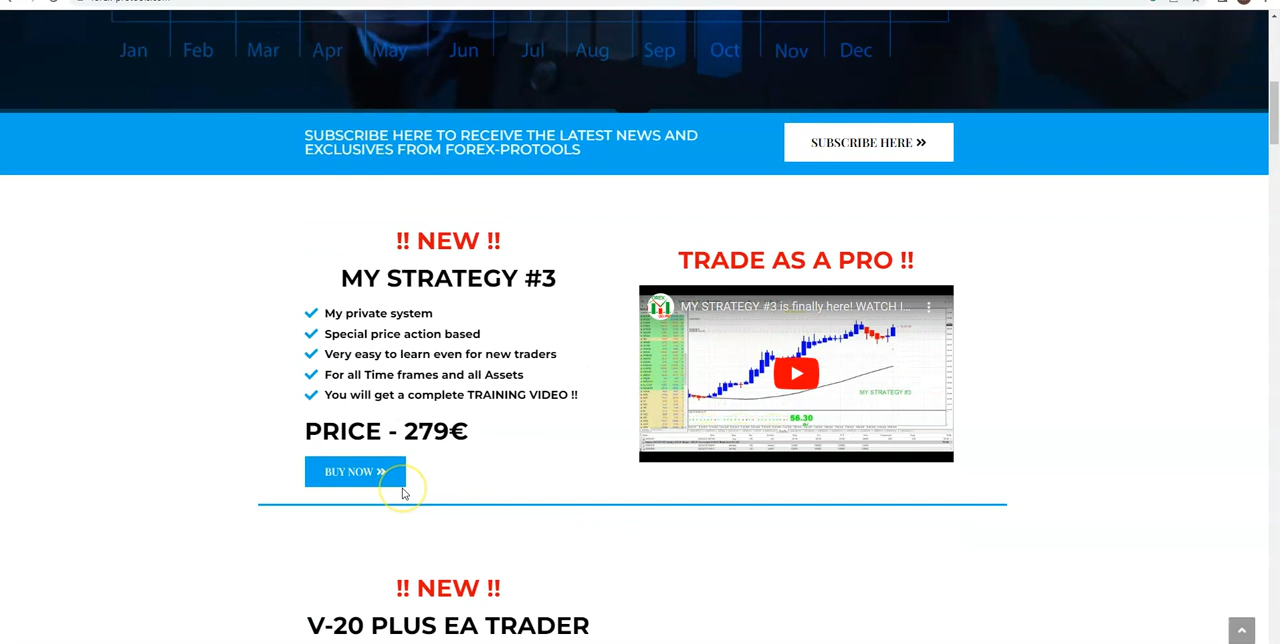 Jan Feb Mar Apr May Jun Jul Aug Sep Oct Nov Dec
SUBSCRIBE HERE TO RECEIVE THE LATEST NEWS AND
EXCLUSIVES FROM FOREX-PROTOOLS
SUBSCRIBE HERE »
!! NEW !!
MY STRATEGY #3
My private system
Special price action based
Very easy to learn even for new traders
For all Time frames and all Assets
You will get a complete TRAINING VIDEO !!
PRICE - 279€
BUY NOW »
TRADE AS A PRO !!
MY STRATEGY #3 is finally here! WATCH I...
MY STRATEGY #3
56.30
!! NEW !!
V-20 PLUS EA TRADER